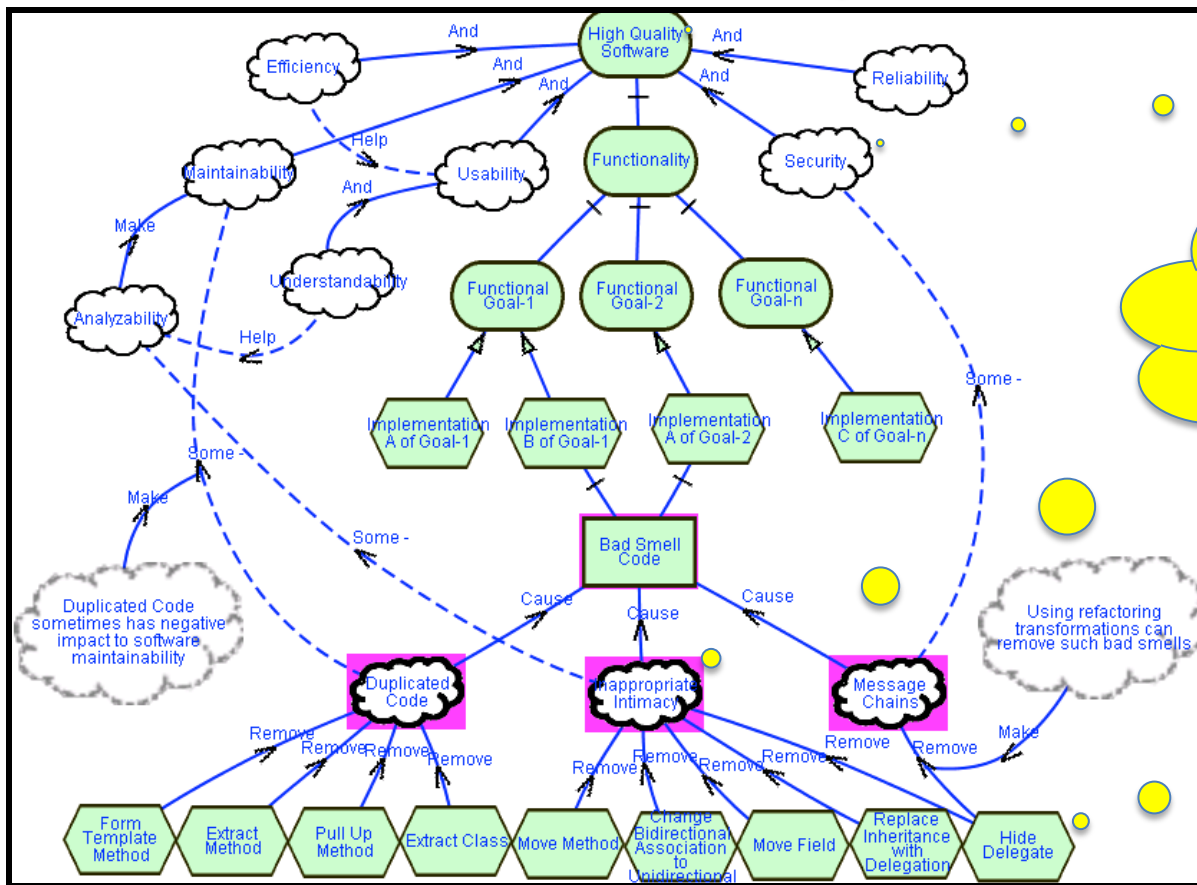 And
High Quality
Software
And
Efficiency
And
And
And
Reliability
And
Help
Functionality
Security
Maintainability
Usability
And
Make
Understandability
Functional
Goal-1
Functional
Goal-2
Functional
Goal-n
Analyzability
Help
Some -
Implementation
A of Goal-1
Implementation
B of Goal-1
Implementation
A of Goal-2
Implementation
C of Goal-n
Some -
Make
Some -
Bad Smell
Code
Duplicated Code
sometimes has negative
impact to software
maintainability
Cause
Cause
Cause
Using refactoring
transformations can
remove such bad smells
Duplicated
Code
Inappropriate
Intimacy
Message
Chains
Remove
Remove
Remove
Remove
Remove
Remove
Remove
Remove
Remove
Remove
Make
Form
Template
Method
Extract
Method
Pull Up
Method
Extract Class
Move Method
Change
Bidirectional
Association
to
Unidirectional
Move Field
Replace
Inheritance
with
Delegation
Hide
Delegate